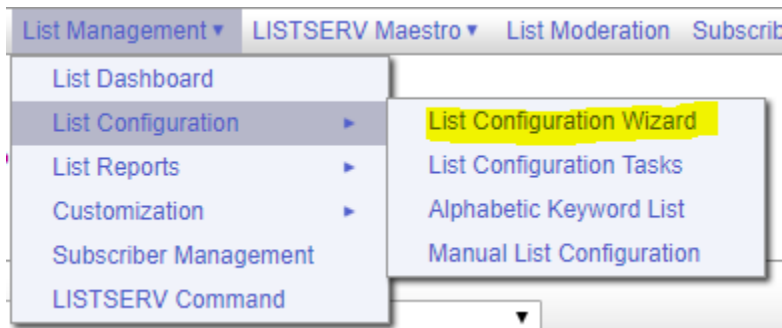 List Management ▾ LISTSERV Maestro ▾ List Moderation Subscrib
List Dashboard
List Configuration ▸
List Reports ▸
Customization ▸
Subscriber Management
LISTSERV Command
List Configuration Wizard
List Configuration Tasks
Alphabetic Keyword List
Manual List Configuration